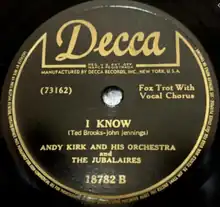 Decca
MANUFACTURED BY DECCA RECORDS, INC., NEW YORK, U.S.A.
(73162)
Fox Trot With
Vocal Chorus
I KNOW
(Ted Brooks-john jennings)
ANDY KIRK AND HIS ORCHESTRA
and
THE JUBALAIRES
18782 B